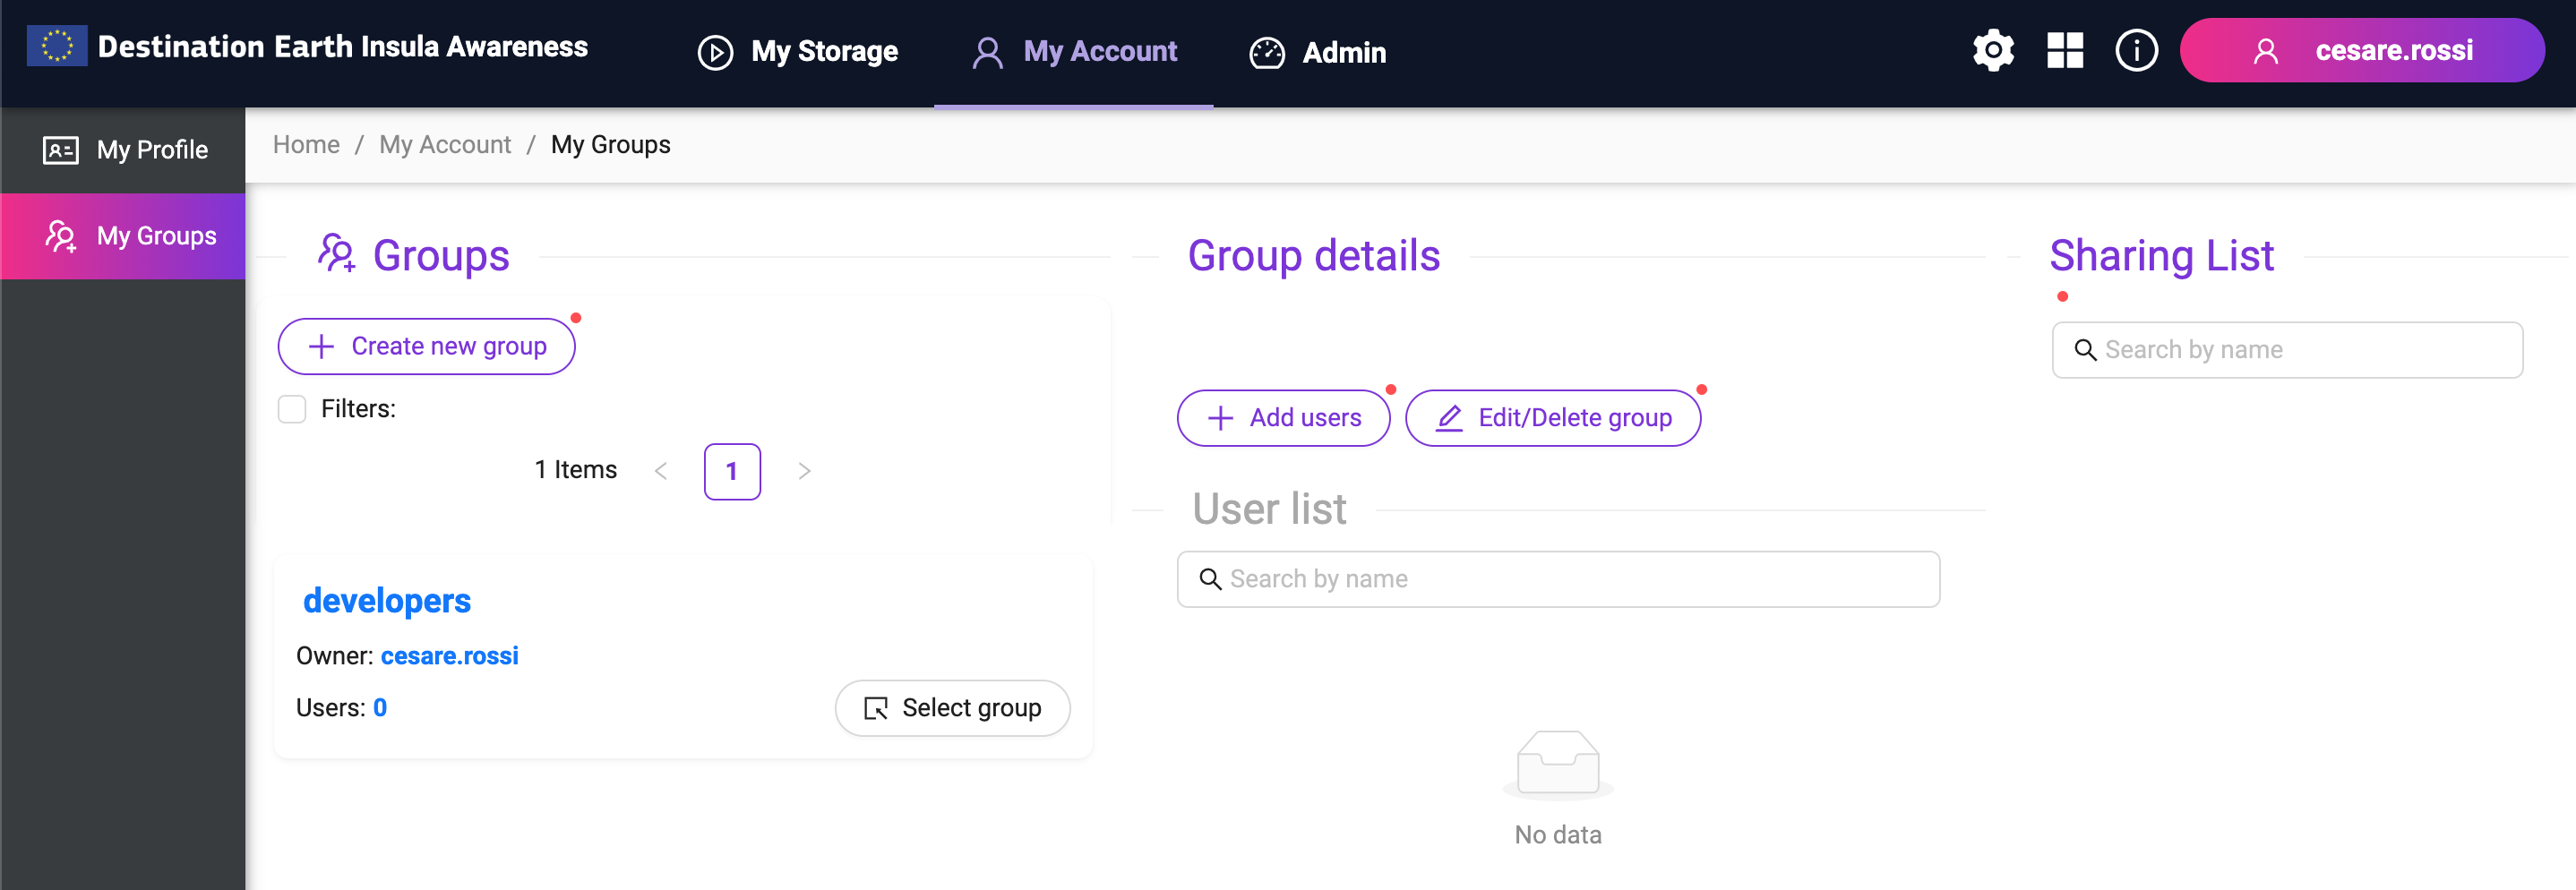 Destination Earth Insula Awareness
My Storage
My Account
Admin
cesare.rossi
My Profile
My Groups
Home / My Account / My Groups
Groups
Create new group
Filters:
1 Items
1
developers
Owner: cesare.rossi
Users: 0
Select group
Group details
Add users
Edit/Delete group
User list
Search by name
No data
Sharing List
Search by name